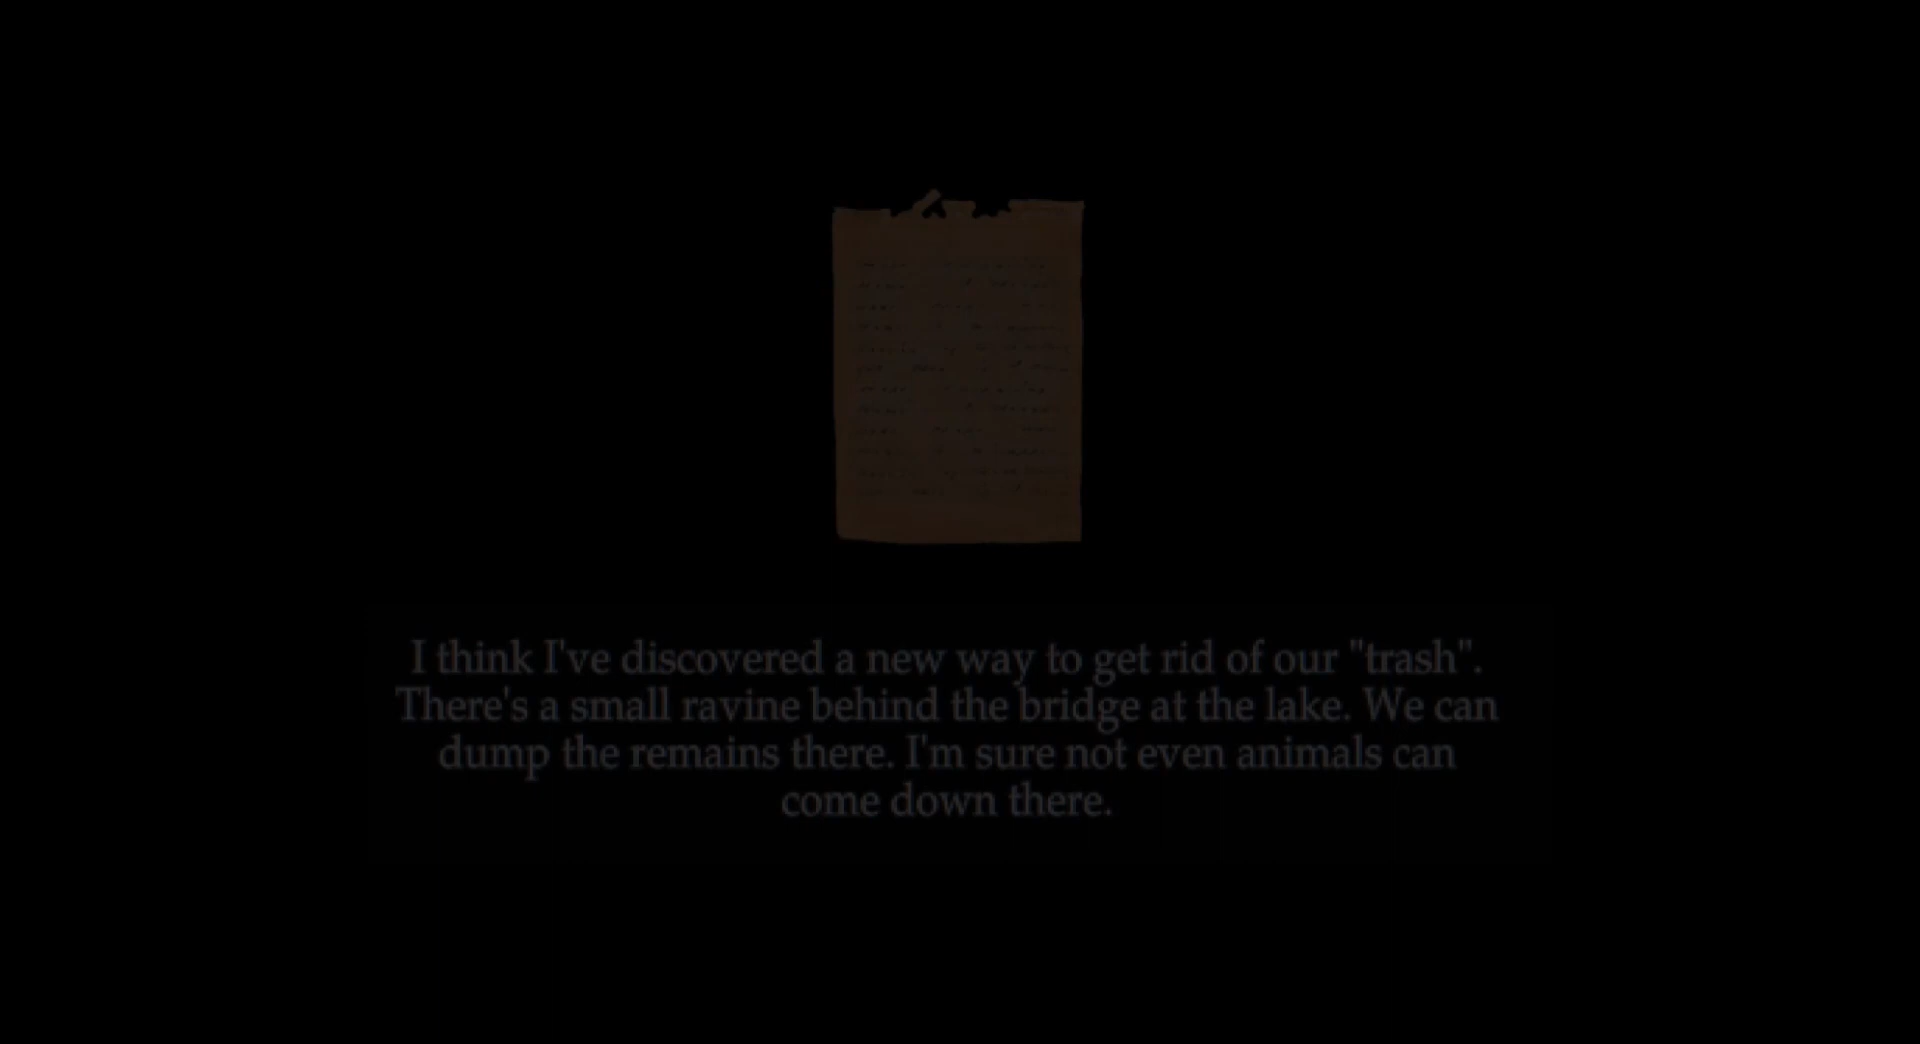 I think I've discovered a new way to get rid of our "trash".
There's a small ravine behind the bridge at the lake. We can
dump the remains there. I'm sure not even animals can
come down there.